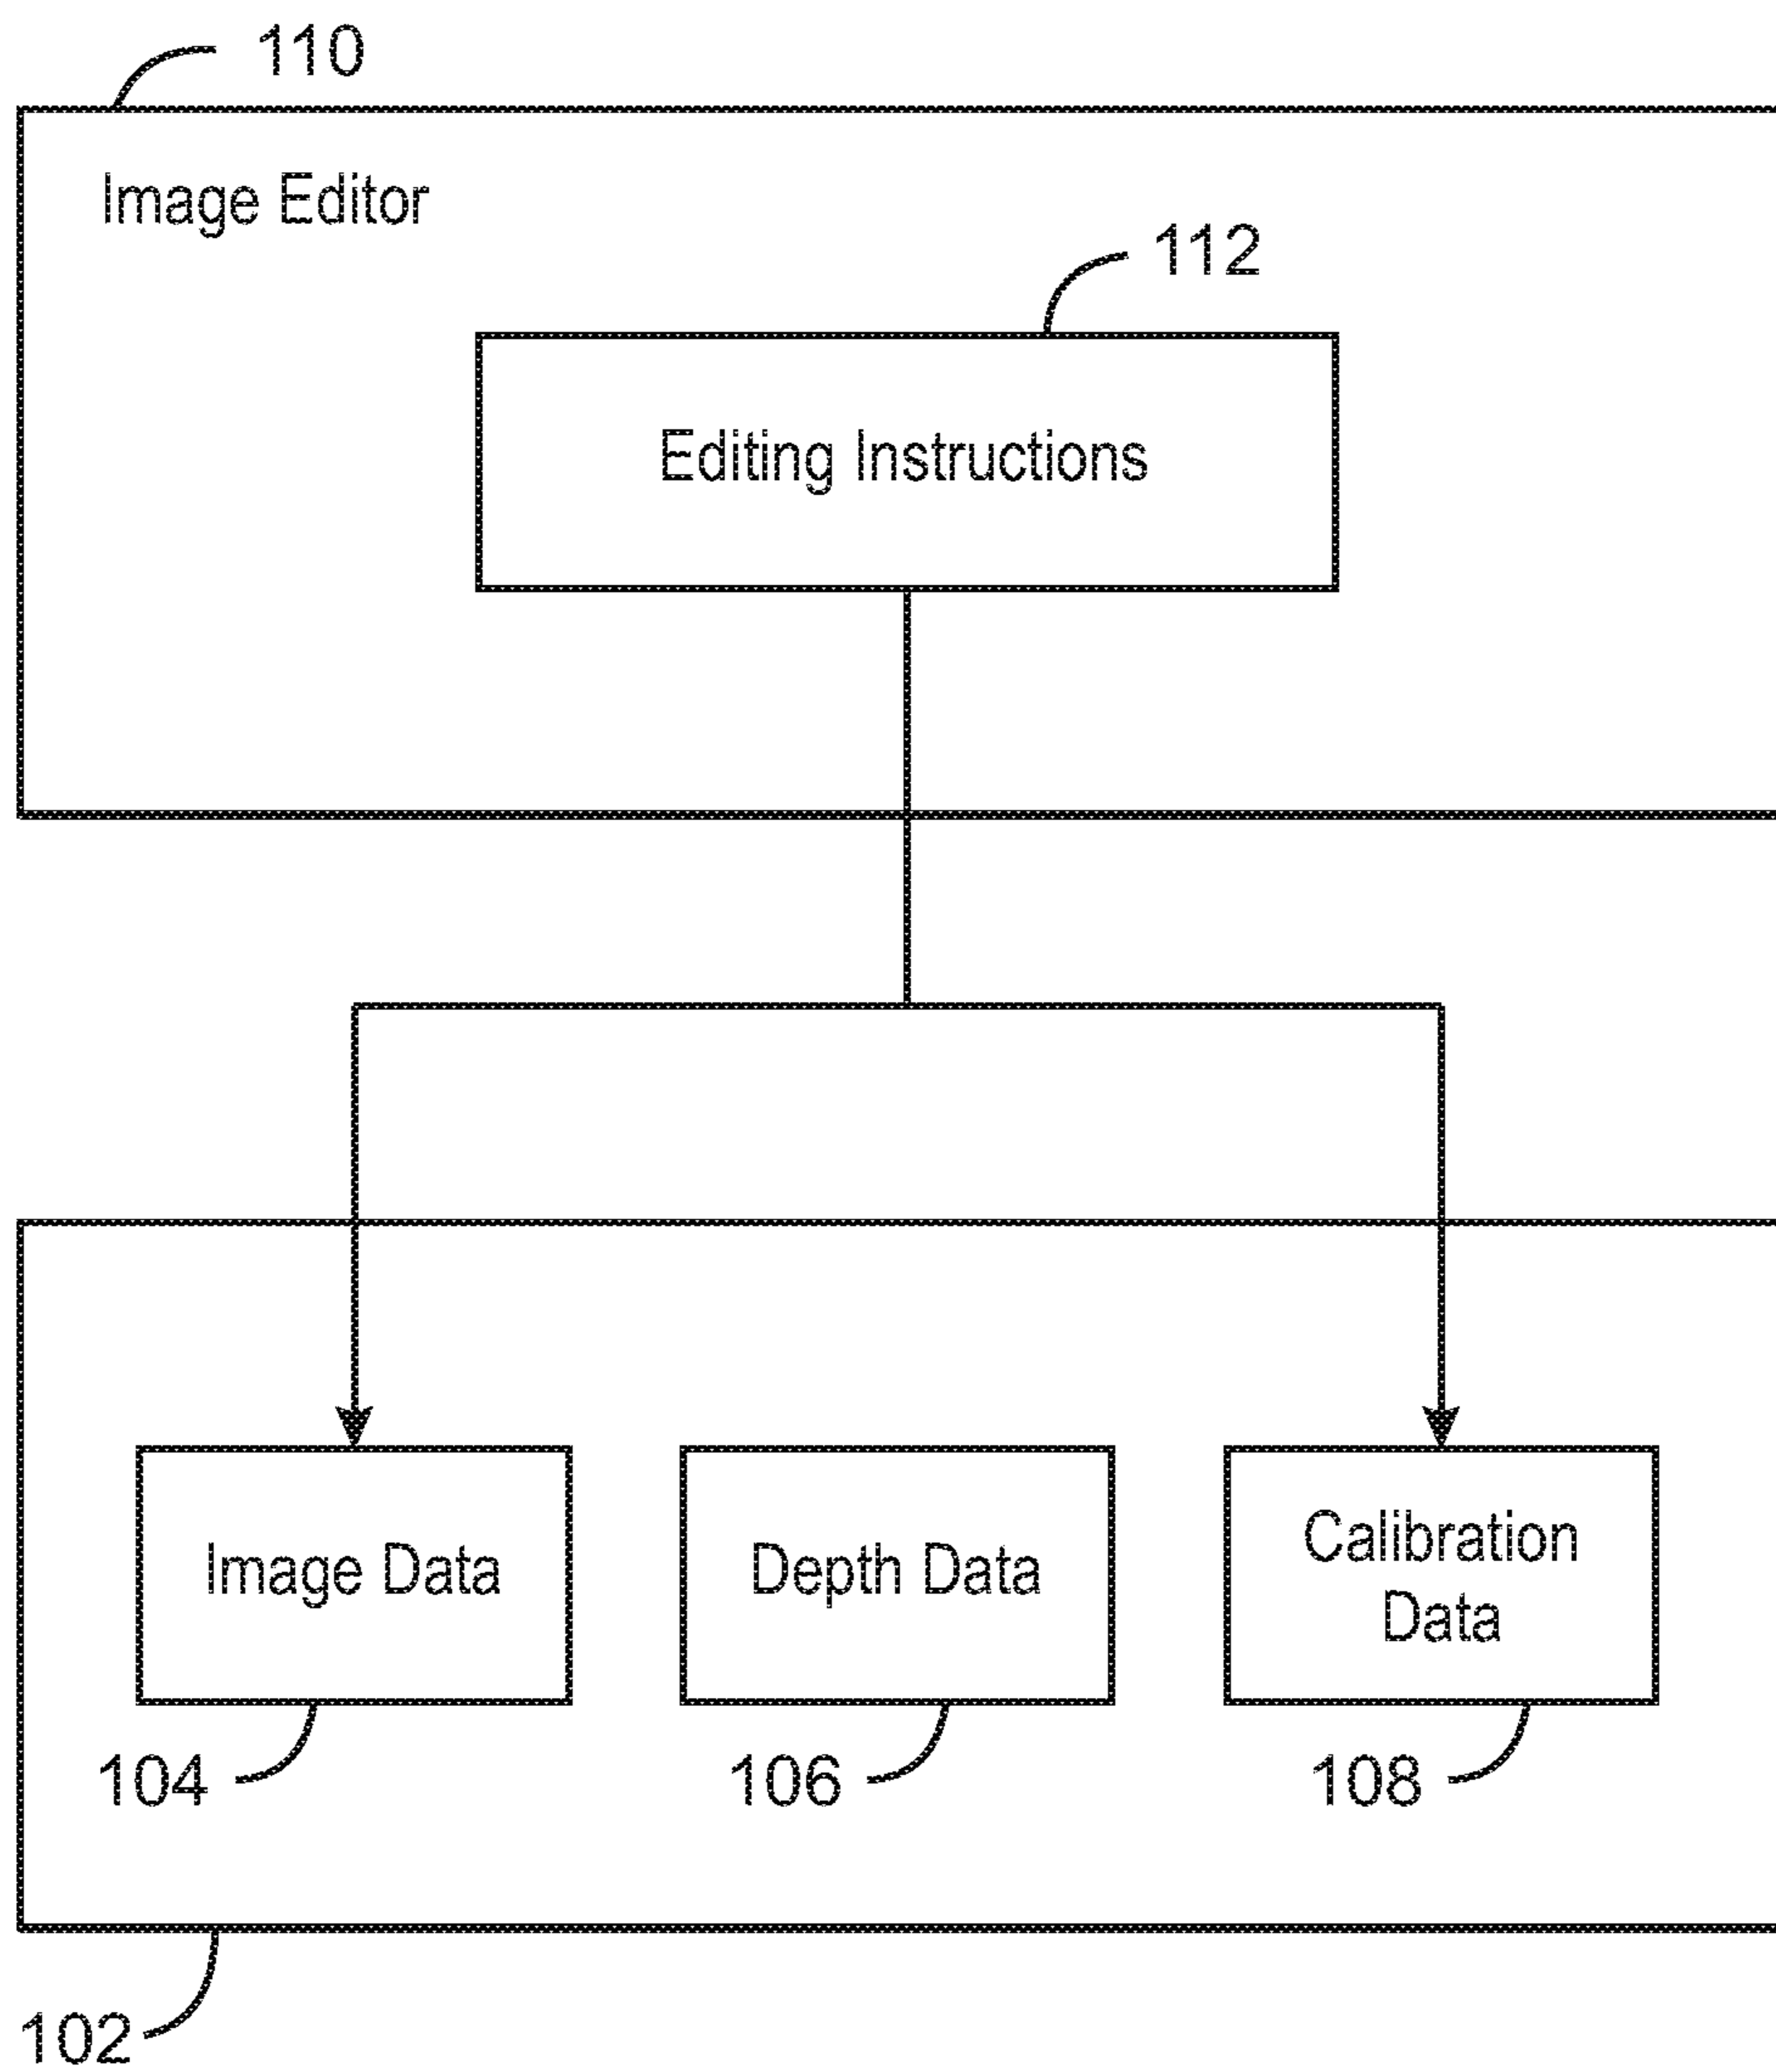 110
Image Editor
112
Editing Instructions
Image Data
Depth Data
Calibration
Data
104
106
108
102